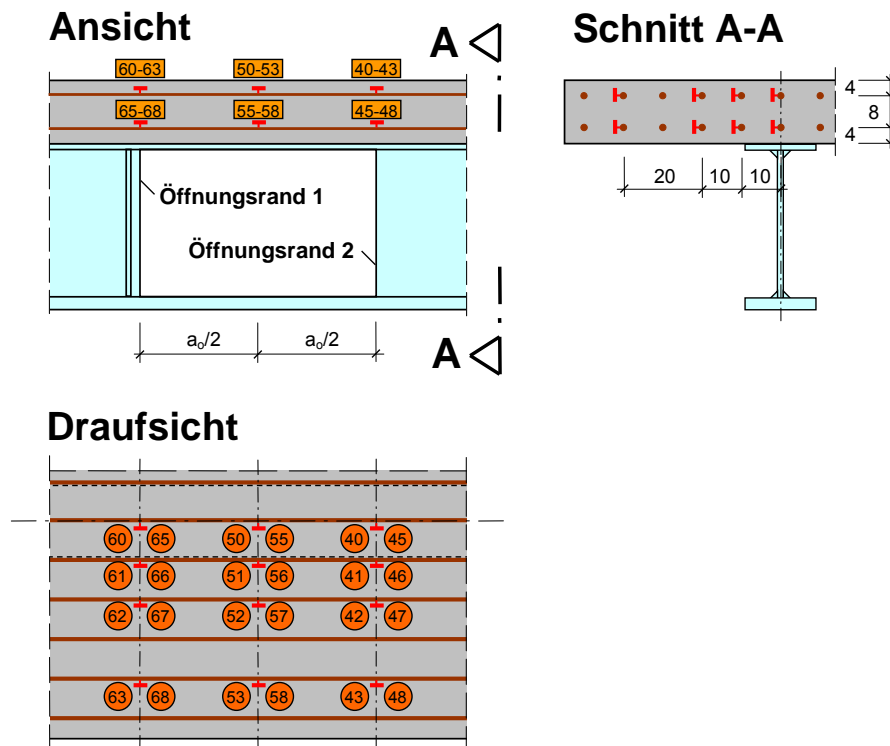 Ansicht
A
60-63 50-53 40-43
65-68 55-58 45-48
Öffnungsrand 1
Öffnungsrand 2
aₒ/2 aₒ/2
A
Schnitt A-A
4
8
4
20 10 10
Draufsicht
60 65 50 55 40 45
61 66 51 56 41 46
62 67 52 57 42 47
63 68 53 58 43 48